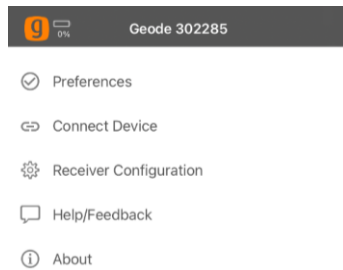 g
0%
Geode 302285
Preferences
Connect Device
Receiver Configuration
Help/Feedback
About